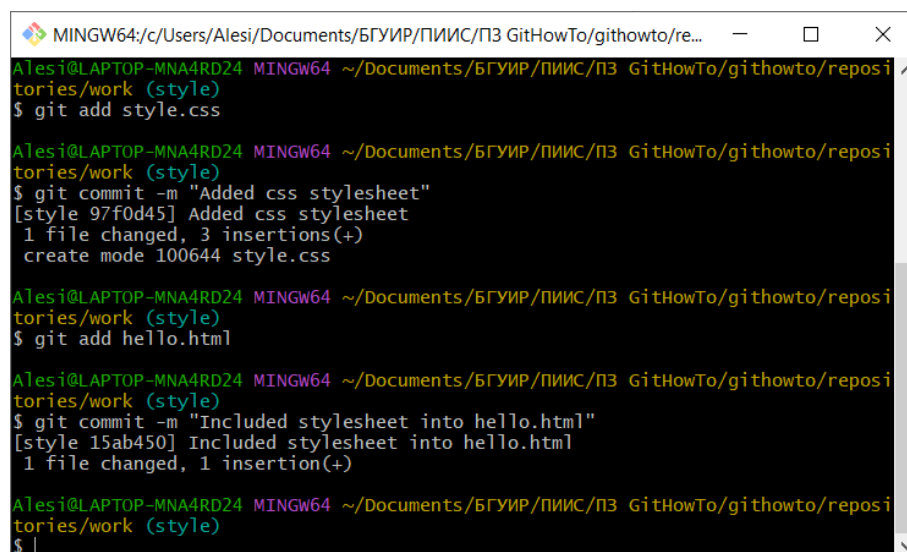 MINGW64:/c/Users/Alesi/Documents/БГУИР/ПИИС/ПЗ GitHowTo/githowto/re...
Alesi@LAPTOP-MNA4RD24 MINGW64 ~/Documents/БГУИР/ПИИС/ПЗ GitHowTo/githowto/reposi
tories/work (style)
$ git add style.css
Alesi@LAPTOP-MNA4RD24 MINGW64 ~/Documents/БГУИР/ПИИС/ПЗ GitHowTo/githowto/reposi
tories/work (style)
$ git commit -m "Added css stylesheet"
[style 97f0d45] Added css stylesheet
 1 file changed, 3 insertions(+)
 create mode 100644 style.css
Alesi@LAPTOP-MNA4RD24 MINGW64 ~/Documents/БГУИР/ПИИС/ПЗ GitHowTo/githowto/reposi
tories/work (style)
$ git add hello.html
Alesi@LAPTOP-MNA4RD24 MINGW64 ~/Documents/БГУИР/ПИИС/ПЗ GitHowTo/githowto/reposi
tories/work (style)
$ git commit -m "Included stylesheet into hello.html"
[style 15ab450] Included stylesheet into hello.html
 1 file changed, 1 insertion(+)
Alesi@LAPTOP-MNA4RD24 MINGW64 ~/Documents/БГУИР/ПИИС/ПЗ GitHowTo/githowto/reposi
tories/work (style)
$